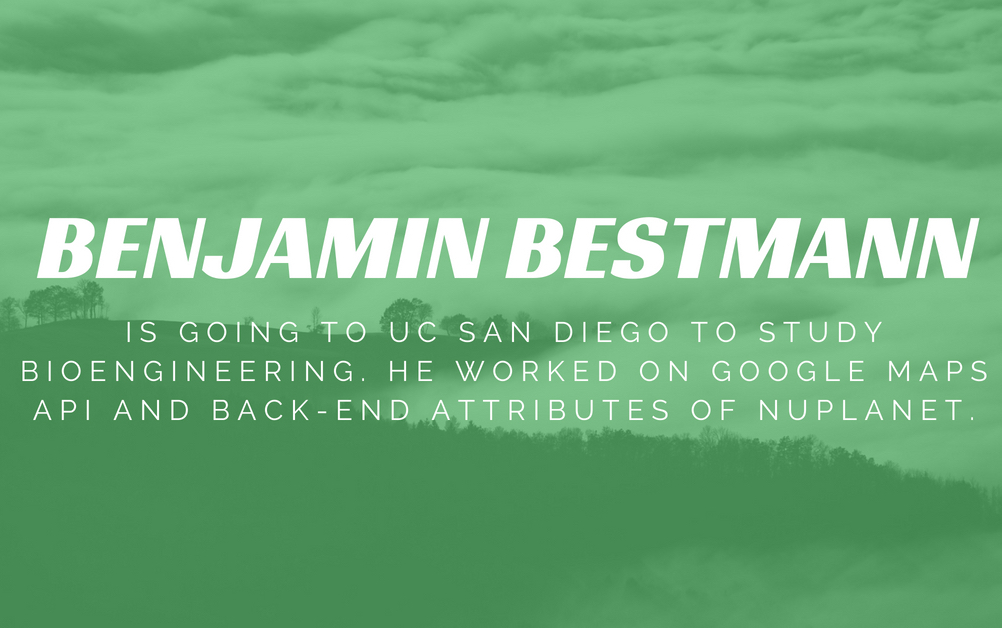 BENJAMIN BESTMANN
IS GOING TO UC SAN DIEGO TO STUDY
BIOENGINEERING. HE WORKED ON GOOGLE MAPS
API AND BACK-END ATTRIBUTES OF NUPLANET.